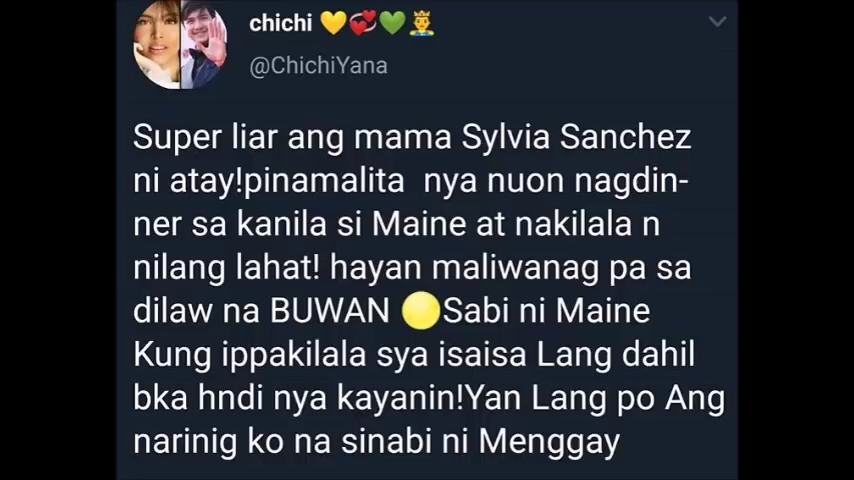 chichi 💛💞💚🤴
@ChichiYana
Super liar ang mama Sylvia Sanchez
ni atay!pinamalita nya nuon nagdin-
ner sa kanila si Maine at nakilala n
nilang lahat! hayan maliwanag pa sa
dilaw na BUWAN 🟡Sabi ni Maine
Kung ippakilala sya isaisa Lang dahil
bka hndi nya kayanin!Yan Lang po Ang
narinig ko na sinabi ni Menggay